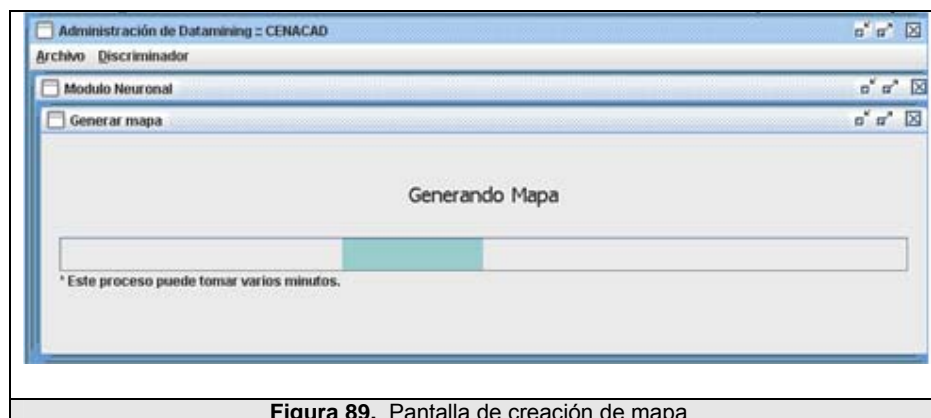 Administración de Datamining :: CENACAD
Archivo Discriminador
Modulo Neuronal
Generar mapa
Generando Mapa
* Este proceso puede tomar varios minutos.
Figura 89. Pantalla de creación de mapa